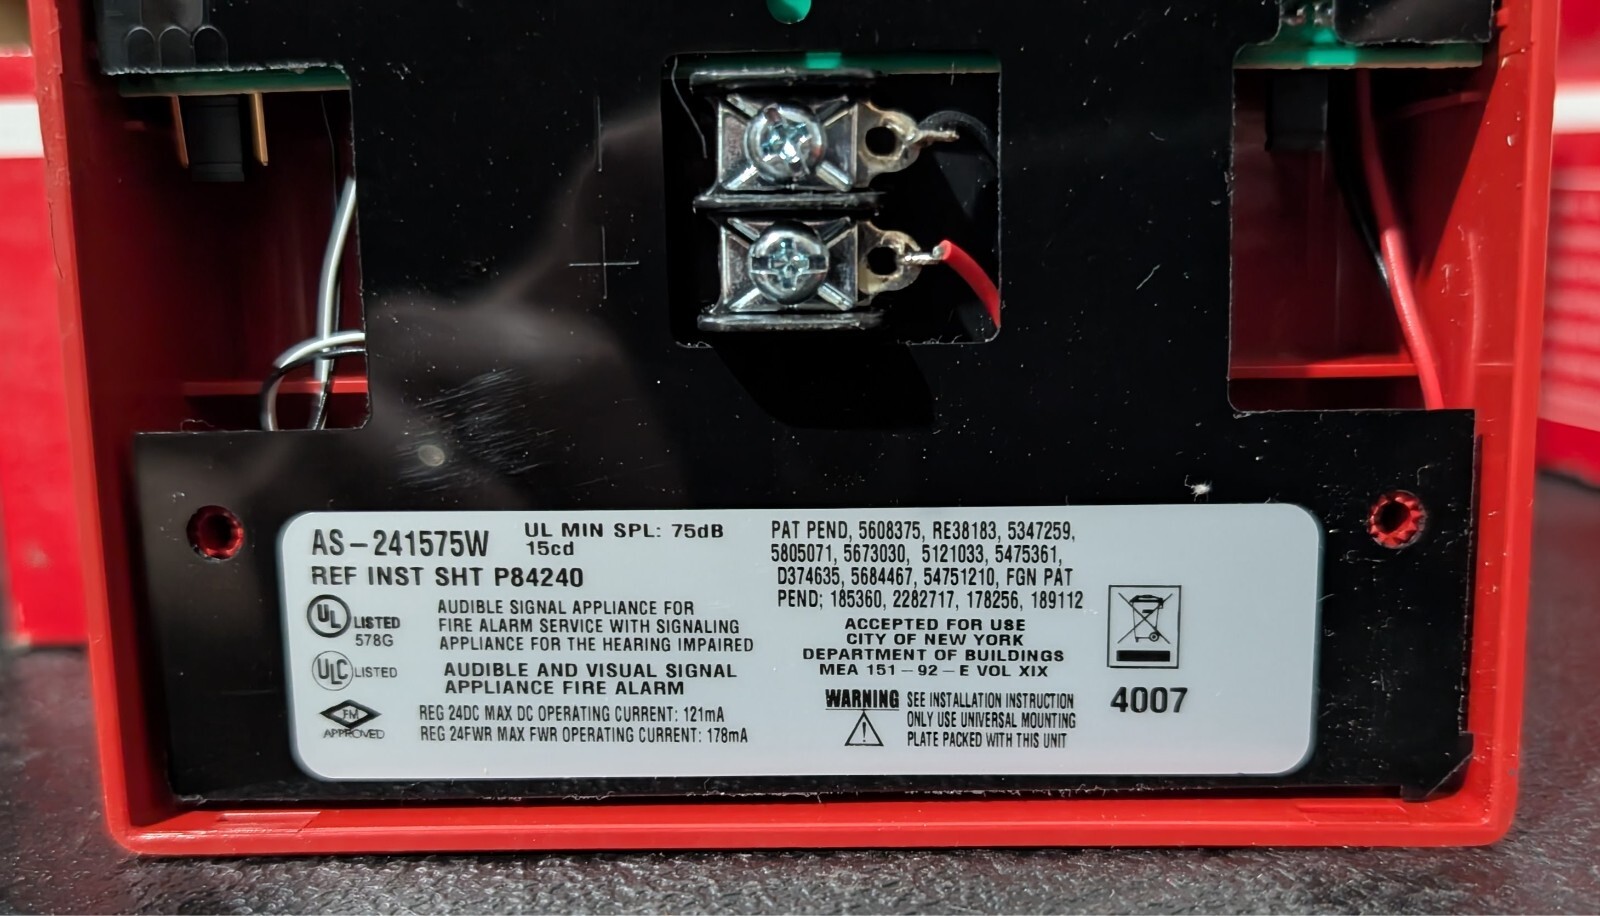 AS-241575W
UL MIN SPL: 75dB
15cd
REF INST SHT P84240
UL LISTED
578G
AUDIBLE SIGNAL APPLIANCE FOR
FIRE ALARM SERVICE WITH SIGNALING
APPLIANCE FOR THE HEARING IMPAIRED
ULC LISTED
AUDIBLE AND VISUAL SIGNAL
APPLIANCE FIRE ALARM
FM
APPROVED
REG 24DC MAX DC OPERATING CURRENT: 121mA
REG 24FWR MAX FWR OPERATING CURRENT: 178mA
PAT PEND, 5608375, RE38183, 5347259,
5805071, 5673030, 5121033, 5475361,
D374635, 5684467, 54751210, FGN PAT
PEND; 185360, 2282717, 178256, 189112
ACCEPTED FOR USE
CITY OF NEW YORK
DEPARTMENT OF BUILDINGS
MEA 151-92-E VOL XIX
WARNING SEE INSTALLATION INSTRUCTION
ONLY USE UNIVERSAL MOUNTING
PLATE PACKED WITH THIS UNIT
4007